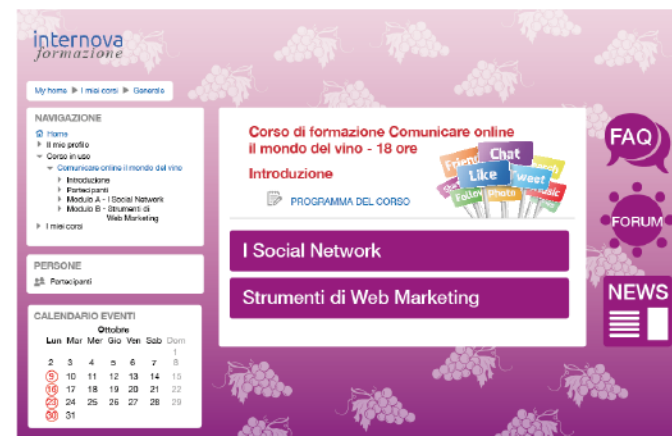 internova
formazione
My home ▶ I miei corsi ▶ Generale
NAVIGAZIONE
Home
Il mio profilo
Corso in uso
Comunicare online il mondo del vino
Introduzione
Partecipanti
Modulo A - I Social Network
Modulo B - Strumenti di
Web Marketing
I miei corsi
PERSONE
Partecipanti
CALENDARIO EVENTI
Ottobre
Lun Mar Mer Gio Ven Sab Dom
1
2 3 4 5 6 7 8
9 10 11 12 13 14 15
16 17 18 19 20 21 22
23 24 25 26 27 28 29
30 31
Corso di formazione Comunicare online
il mondo del vino - 18 ore
Introduzione
PROGRAMMA DEL CORSO
Friend Chat
Like Tweet
Follow Photo Music
I Social Network
Strumenti di Web Marketing
FAQ
FORUM
NEWS